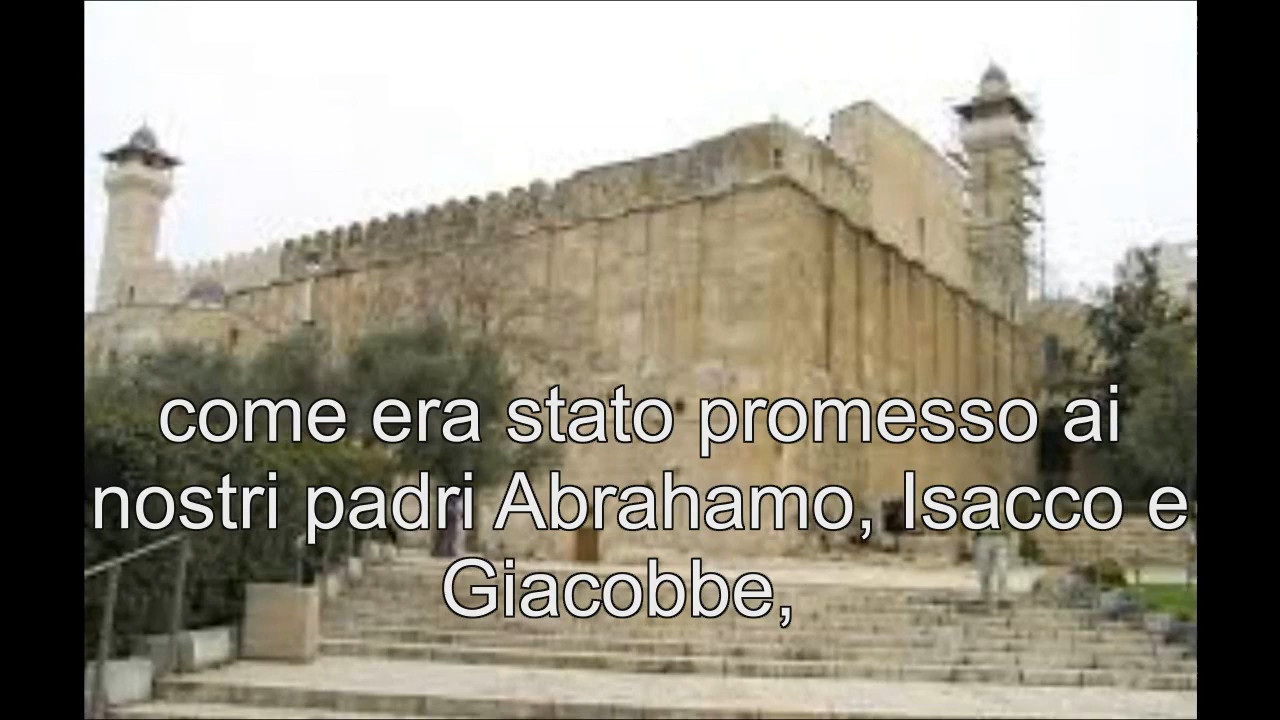 come era stato promesso ai
nostri padri Abrahamo, Isacco e
Giacobbe,